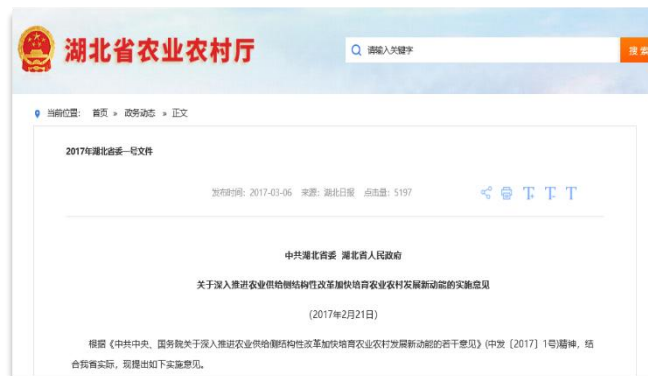 湖北省农业农村厅
请输入关键字
搜索
当前位置: 首页 » 政务动态 » 正文
2017年湖北省委一号文件
发布时间: 2017-03-06 来源: 湖北日报 点击量: 5197
T+ T- T
中共湖北省委 湖北省人民政府
关于深入推进农业供给侧结构性改革加快培育农业农村发展新动能的实施意见
(2017年2月21日)
根据《中共中央、国务院关于深入推进农业供给侧结构性改革加快培育农业农村发展新动能的若干意见》(中发〔2017〕1号)精神，结
合我省实际，现提出如下实施意见。